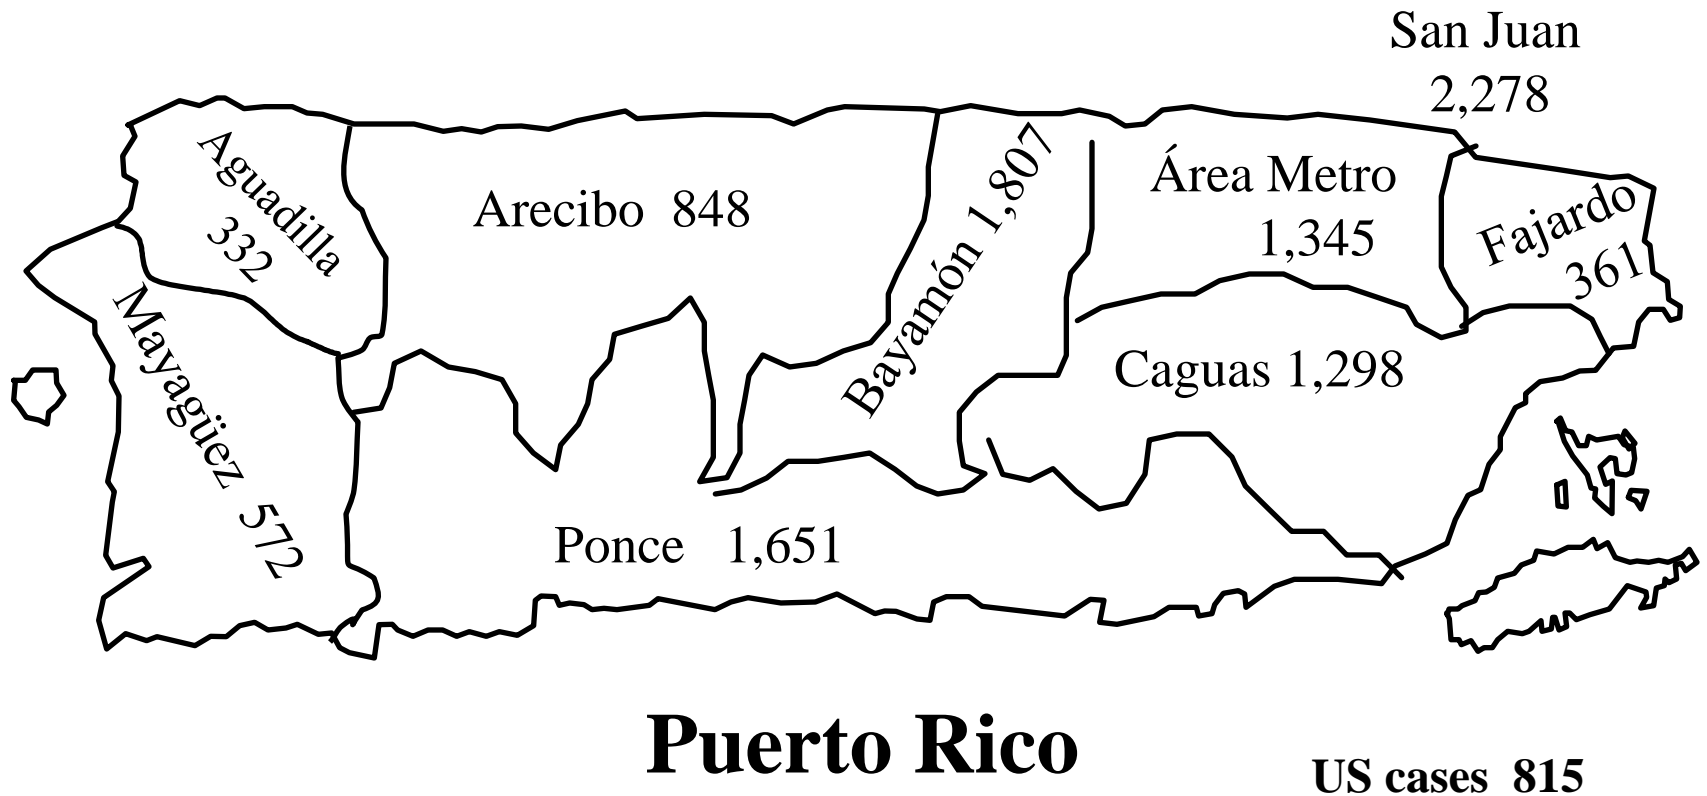 San Juan
2,278
Aguadilla
332
Arecibo 848
Bayamón 1,807
Área Metro
1,345
Fajardo
361
Mayagüez 572
Caguas 1,298
Ponce 1,651
Puerto Rico
US cases 815